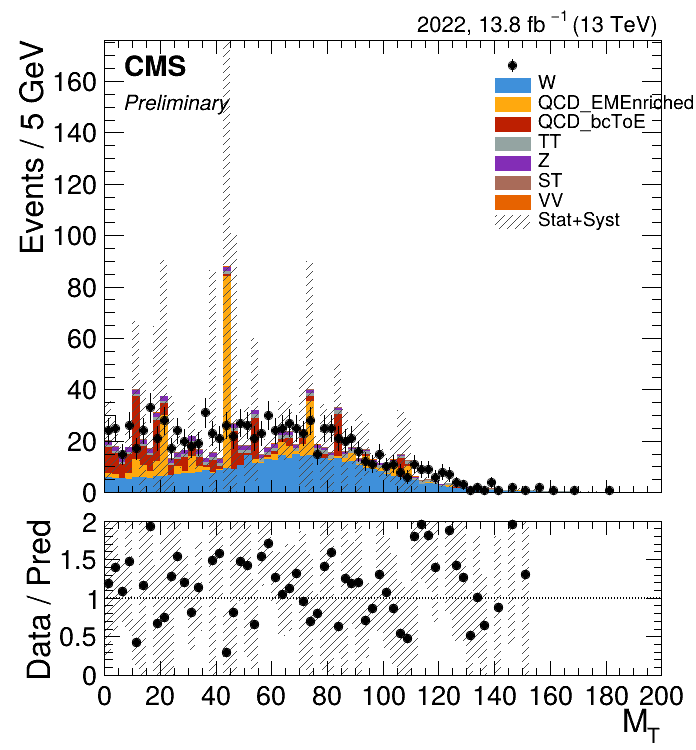 2022, 13.8 fb⁻¹ (13 TeV)
CMS
Preliminary
W
QCD_EMEnriched
QCD_bcToE
TT
Z
ST
VV
Stat+Syst
Events / 5 GeV
160
140
120
100
80
60
40
20
0
Data / Pred
2
1.5
1
0.5
0
0 20 40 60 80 100 120 140 160 180 200
M_T